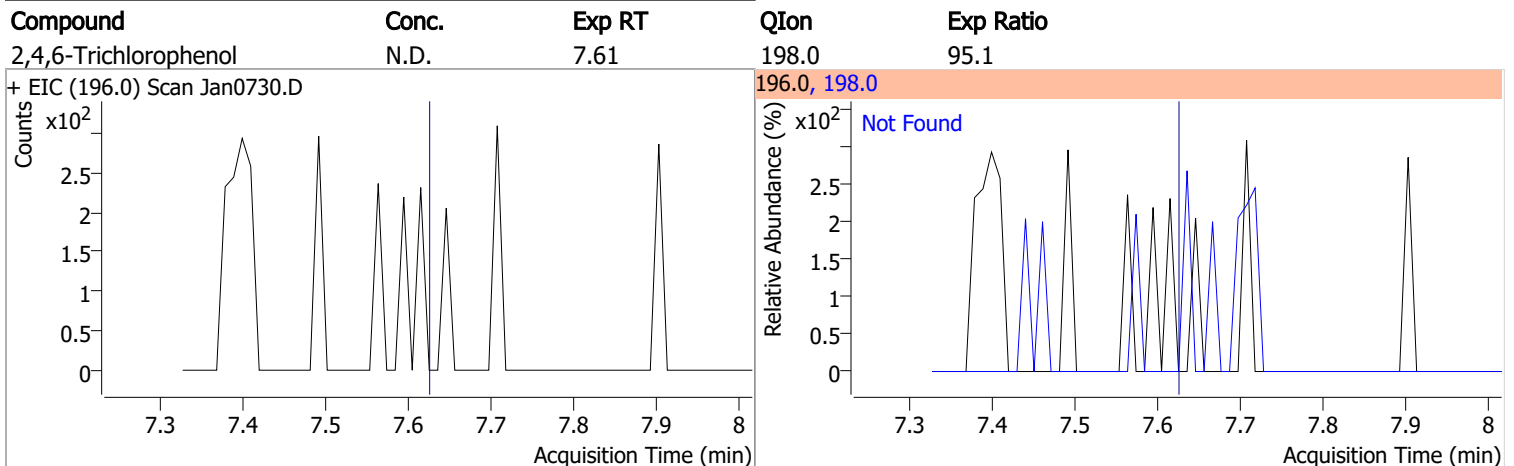 Compound Conc. Exp RT QIon Exp Ratio
2,4,6-Trichlorophenol N.D. 7.61 198.0 95.1
+ EIC (196.0) Scan Jan0730.D
Counts
x10²
2.5
2
1.5
1
0.5
0
7.3 7.4 7.5 7.6 7.7 7.8 7.9 8
Acquisition Time (min)
196.0, 198.0
Relative Abundance (%)
x10²
Not Found
2.5
2
1.5
1
0.5
0
7.3 7.4 7.5 7.6 7.7 7.8 7.9 8
Acquisition Time (min)